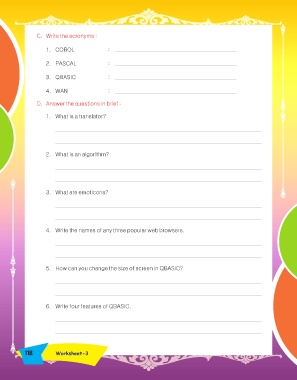 C. Write the acronyms :
1. COBOL :
2. PASCAL :
3. QBASIC :
4. WAN :
D. Answer the questions in brief :
1. What is a translator?
2. What is an algorithm?
3. What are emoticons?
4. Write the names of any three popular web browsers.
5. How can you change the size of screen in QBASIC?
6. Write four features of QBASIC.
118 Worksheet-3